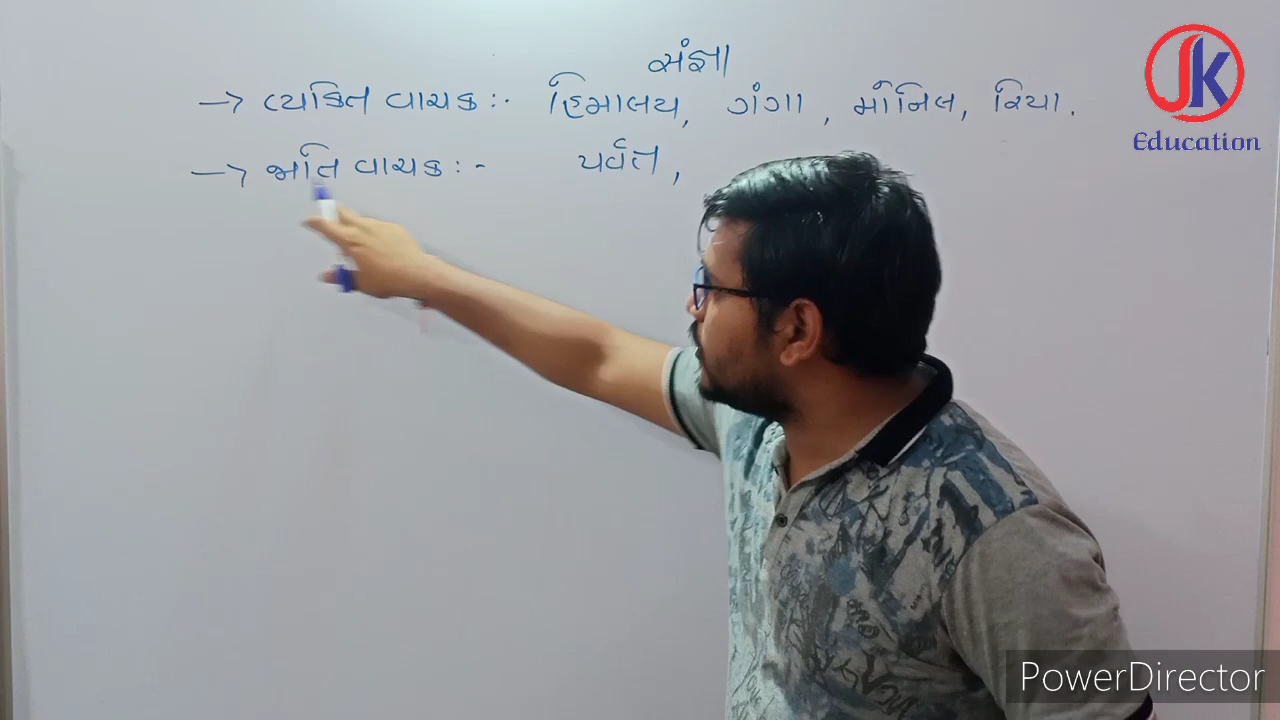 સંજ્ઞા
→ વ્યકિત વાચક :- હિમાલય, ગંગા, મૌનિલ, રિયા.
→ જાતિ વાચક :- પર્વત,
JK
Education
PowerDirector